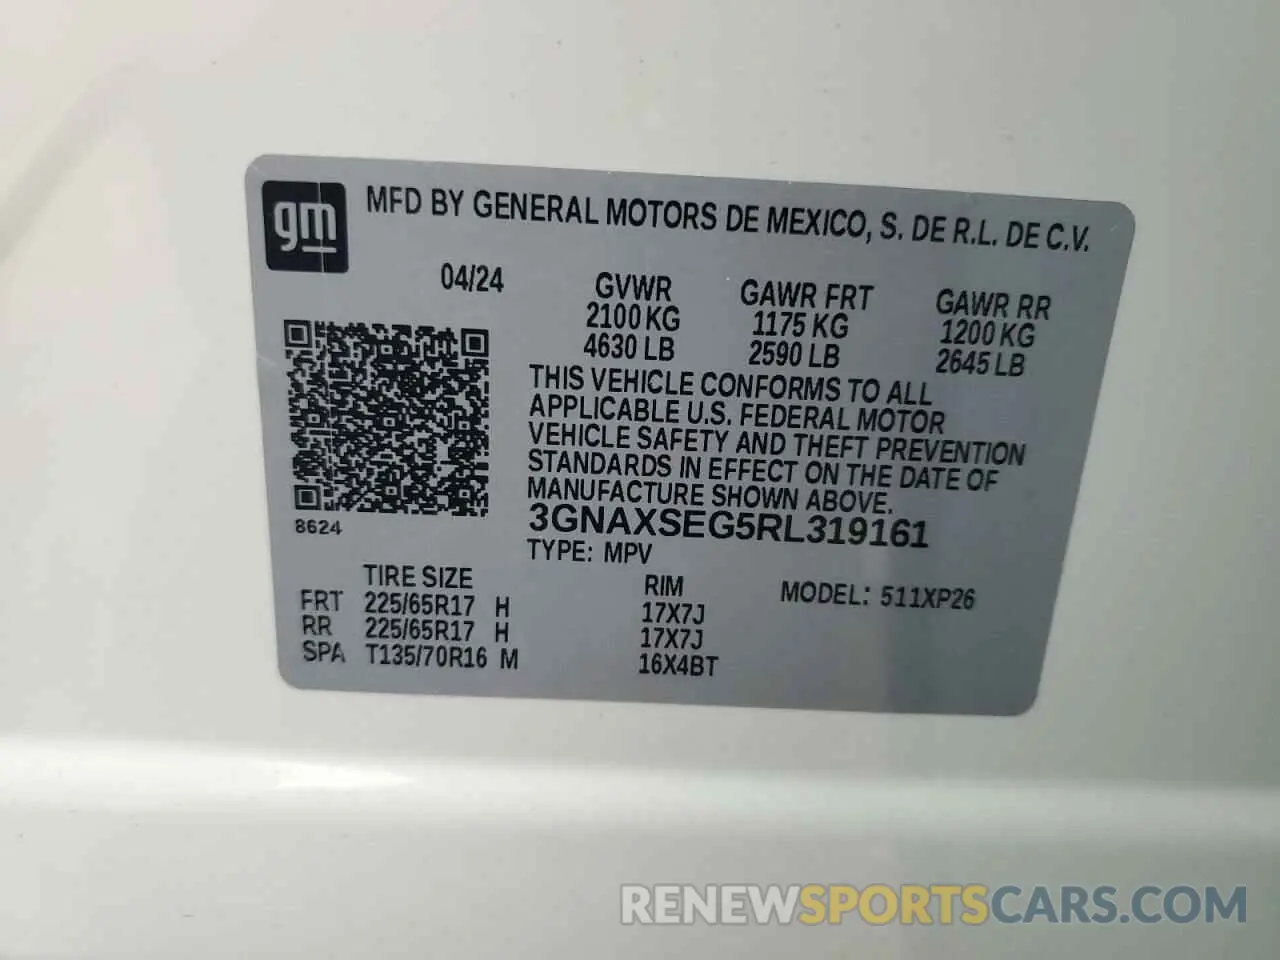 gm
MFD BY GENERAL MOTORS DE MEXICO, S. DE R.L. DE C.V.
04/24
GVWR GAWR FRT GAWR RR
2100 KG 1175 KG 1200 KG
4630 LB 2590 LB 2645 LB
THIS VEHICLE CONFORMS TO ALL
APPLICABLE U.S. FEDERAL MOTOR
VEHICLE SAFETY AND THEFT PREVENTION
STANDARDS IN EFFECT ON THE DATE OF
MANUFACTURE SHOWN ABOVE.
3GNAXSEG5RL319161
8624
TYPE: MPV
TIRE SIZE RIM MODEL: 511XP26
FRT 225/65R17 H 17X7J
RR 225/65R17 H 17X7J
SPA T135/70R16 M 16X4BT
RENEWSPORTSCARS.COM